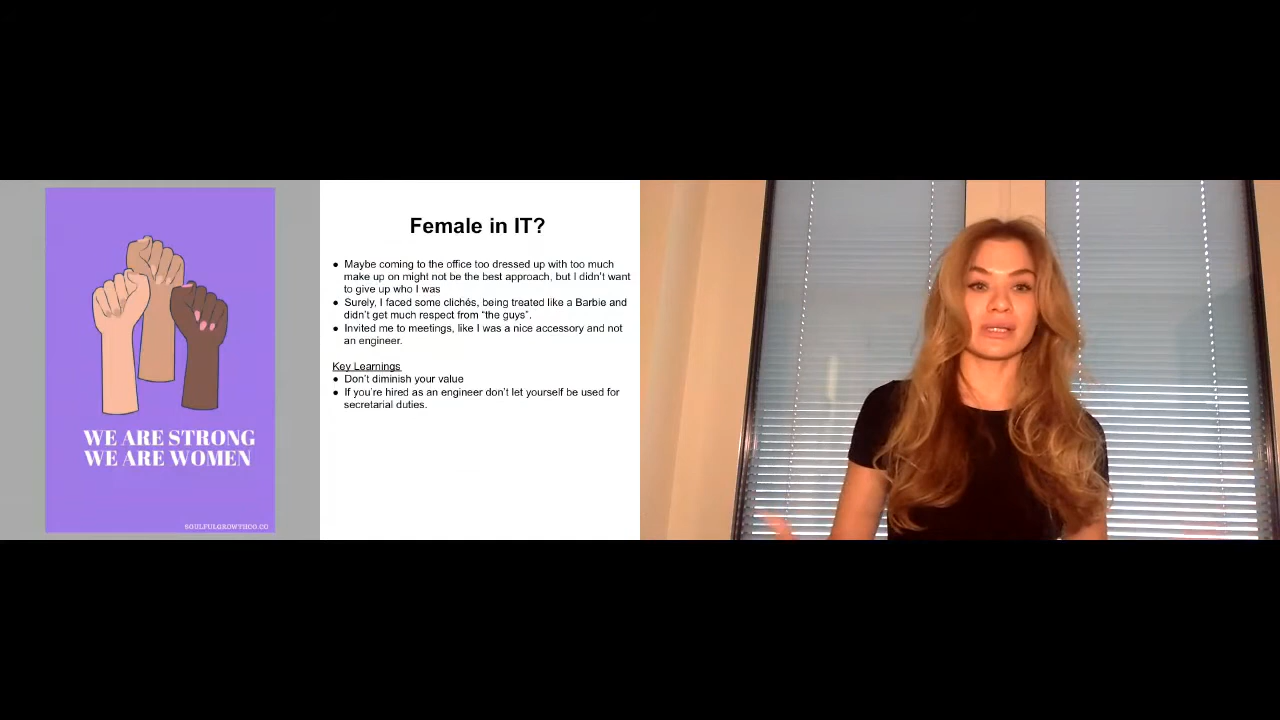 WE ARE STRONG
WE ARE WOMEN
SOULFULGROWTHCO.CO
Female in IT?
● Maybe coming to the office too dressed up with too much
make up on might not be the best approach, but I didn't want
to give up who I was
● Surely, I faced some clichés, being treated like a Barbie and
didn't get much respect from “the guys”.
● Invited me to meetings, like I was a nice accessory and not
an engineer.
Key Learnings
● Don't diminish your value
● If you're hired as an engineer don't let yourself be used for
secretarial duties.